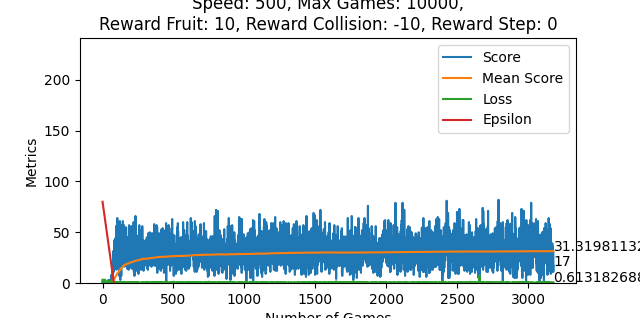 Speed: 500, Max Games: 10000,
Reward Fruit: 10, Reward Collision: -10, Reward Step: 0
Score
Mean Score
Loss
Epsilon
Metrics
200
150
100
50
0
31.31981132
17
0.613182688
0
500
1000
1500
2000
2500
3000
Number of Games